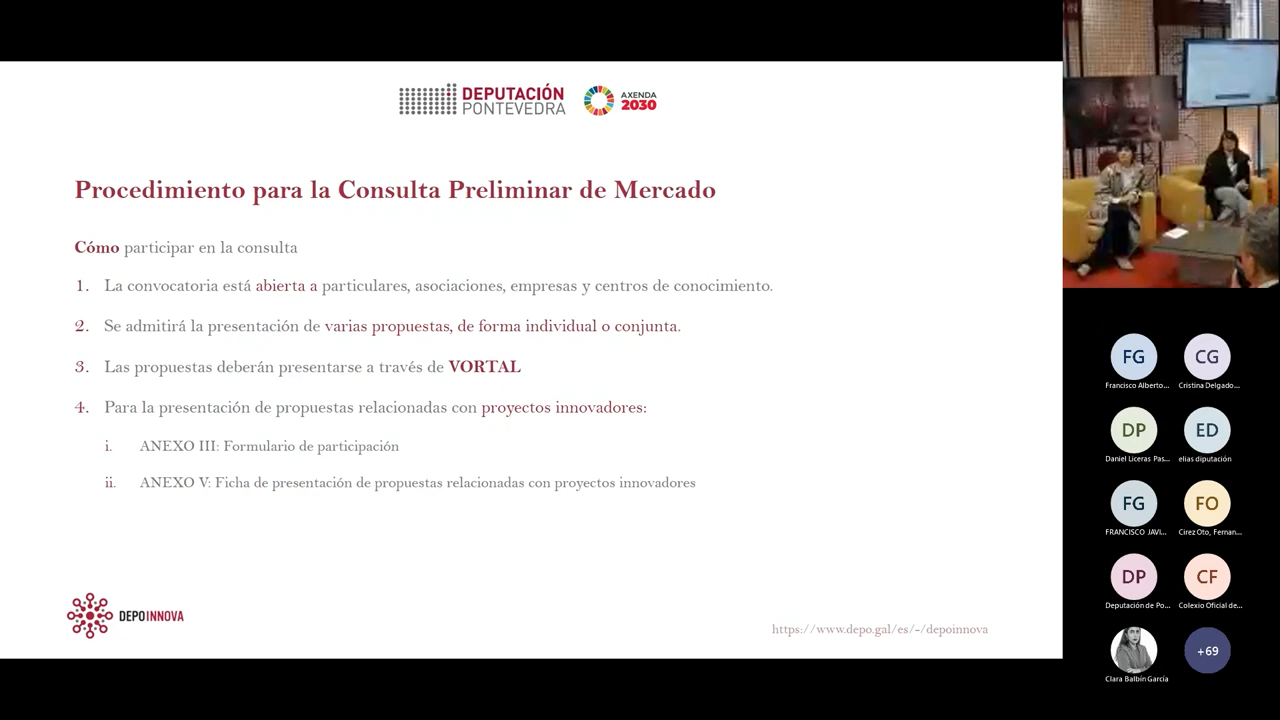 DEPUTACIÓN
PONTEVEDRA
AXENDA
2030
Procedimiento para la Consulta Preliminar de Mercado
Cómo participar en la consulta
1. La convocatoria está abierta a particulares, asociaciones, empresas y centros de conocimiento.
2. Se admitirá la presentación de varias propuestas, de forma individual o conjunta.
3. Las propuestas deberán presentarse a través de VORTAL
4. Para la presentación de propuestas relacionadas con proyectos innovadores:
i. ANEXO III: Formulario de participación
ii. ANEXO V: Ficha de presentación de propuestas relacionadas con proyectos innovadores
DEPOINNOVA
https://www.depo.gal/es/-/depoinnova
FG
Francisco Alberto...
CG
Cristina Delgado...
DP
Daniel Liceras Pas...
ED
elias diputación
FG
FRANCISCO JAVI...
FO
Cirez Oto, Fernan...
DP
Deputación de Po...
CF
Colexio Oficial de...
Clara Balbín García
+69